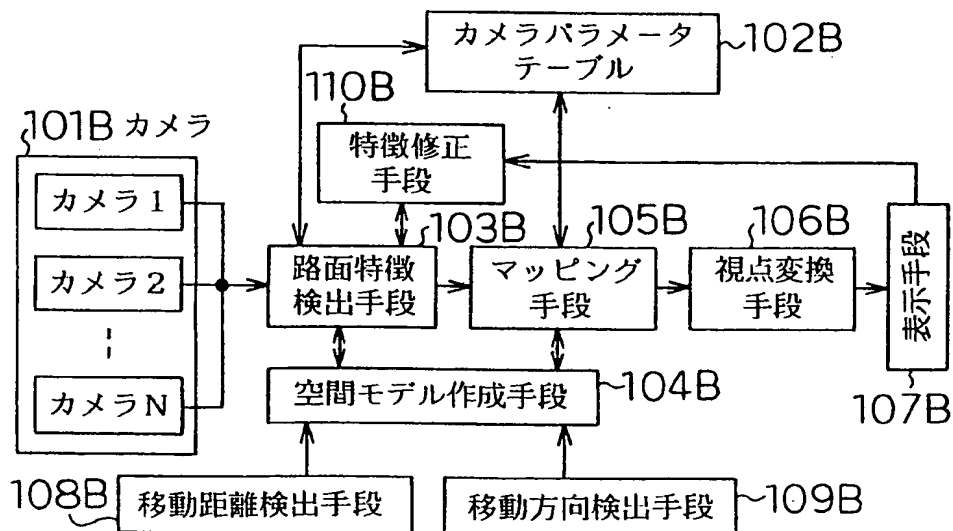 カメラパラメータ
テーブル
102B
110B
101B カメラ
特徴修正
手段
カメラ1
103B
105B
106B
路面特徴
検出手段
マッピング
手段
視点変換
手段
表示手段
カメラ2
カメラN
空間モデル作成手段
104B
107B
108B
移動距離検出手段
移動方向検出手段
109B